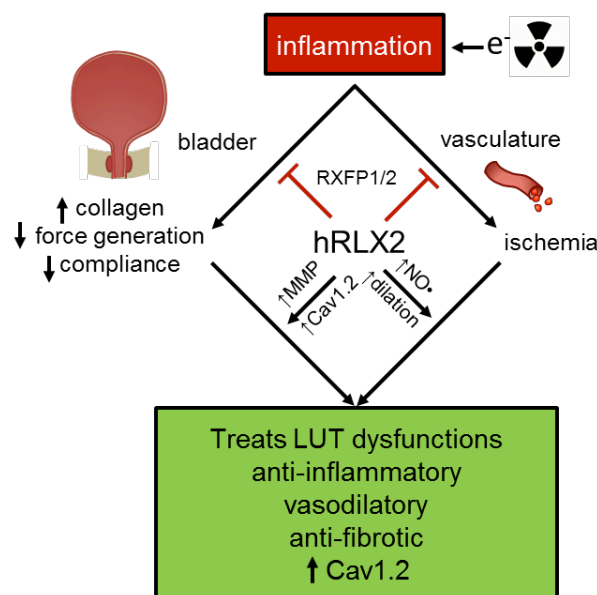 inflammation
e⁻
bladder
vasculature
RXFP1/2
↑ collagen
↓ force generation
↓ compliance
hRLX2
ischemia
↑MMP
↑Cav1.2
↑NO•
↑dilation
Treats LUT dysfunctions
anti-inflammatory
vasodilatory
anti-fibrotic
↑ Cav1.2